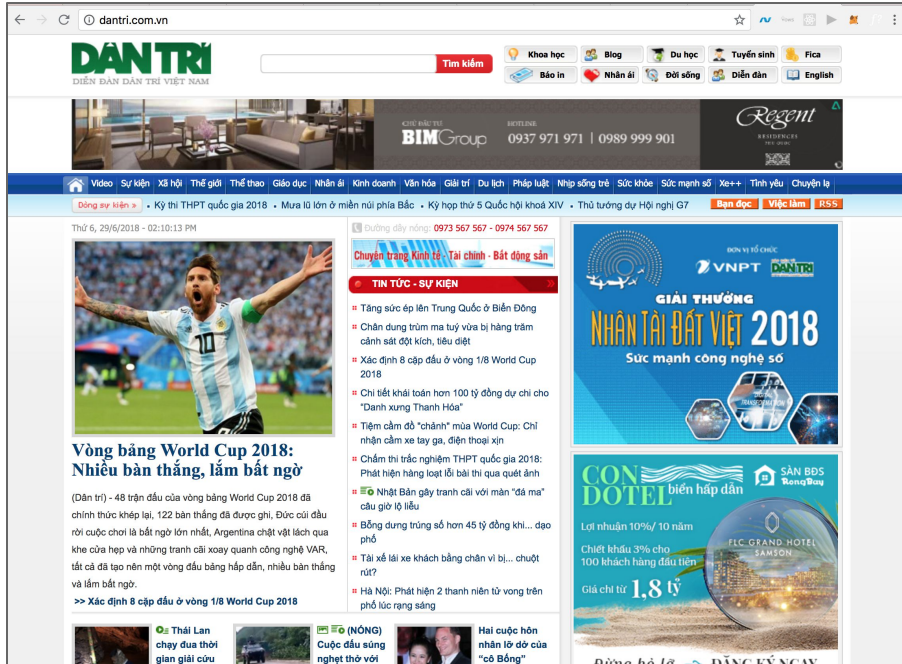 dantri.com.vn
DÂN TRÍ
DIỄN ĐÀN DÂN TRÍ VIỆT NAM
Tìm kiếm
Khoa học Blog Du học Tuyển sinh Fica
Báo in Nhân ái Đời sống Diễn đàn English
CHỦ ĐẦU TƯ
BIMGroup
HOTLINE
0937 971 971 | 0989 999 901
Regent
RESIDENCES
PHU QUOC
Video Sự kiện Xã hội Thế giới Thể thao Giáo dục Nhân ái Kinh doanh Văn hóa Giải trí Du lịch Pháp luật Nhịp sống trẻ Sức khỏe Sức mạnh số Xe++ Tình yêu Chuyện lạ
Dòng sự kiện » Kỳ thi THPT quốc gia 2018 Mưa lũ lớn ở miền núi phía Bắc Kỳ họp thứ 5 Quốc hội khoá XIV Thủ tướng dự Hội nghị G7 Bạn đọc Việc làm RSS
Thứ 6, 29/6/2018 - 02:10:13 PM
Vòng bảng World Cup 2018:
Nhiều bàn thắng, lắm bất ngờ
(Dân trí) - 48 trận đấu của vòng bảng World Cup 2018 đã
chính thức khép lại, 122 bàn thắng đã được ghi, Đức cúi đầu
rời cuộc chơi là bất ngờ lớn nhất, Argentina chật vật lách qua
khe cửa hẹp và những tranh cãi xoay quanh công nghệ VAR,
tất cả đã tạo nên một vòng đấu bảng hấp dẫn, nhiều bàn thắng
và lắm bất ngờ.
>> Xác định 8 cặp đấu ở vòng 1/8 World Cup 2018
Đường dây nóng: 0973 567 567 - 0974 567 567
Chuyên trang Kinh tế - Tài chính - Bất động sản
TIN TỨC - SỰ KIỆN
Tăng sức ép lên Trung Quốc ở Biển Đông
Chân dung trùm ma tuý vừa bị hàng trăm
cảnh sát đột kích, tiêu diệt
Xác định 8 cặp đấu ở vòng 1/8 World Cup
2018
Chi tiết khái toán hơn 100 tỷ đồng dự chi cho
"Danh xưng Thanh Hóa"
Tiệm cầm đồ "chảnh" mùa World Cup: Chỉ
nhận cầm xe tay ga, điện thoại xịn
Chấm thi trắc nghiệm THPT quốc gia 2018:
Phát hiện hàng loạt lỗi bài thi qua quét ảnh
Nhật Bản gây tranh cãi với màn "đá ma"
câu giờ lộ liễu
Bỗng dưng trúng số hơn 45 tỷ đồng khi... dạo
phố
Tài xế lái xe khách bằng chân vì bị... chuột
rút?
Hà Nội: Phát hiện 2 thanh niên tử vong trên
phố lúc rạng sáng
ĐƠN VỊ TỔ CHỨC
VNPT DÂN TRÍ
GIẢI THƯỞNG
NHÂN TÀI ĐẤT VIỆT 2018
Sức mạnh công nghệ số
DIGITAL
TRANSFORMATION
CONDOTEL biển hấp dẫn
SÀN BĐS
RongBay
Lợi nhuận 10%/ 10 năm
Chiết khấu 3% cho
100 khách hàng đầu tiên
Giá chỉ từ 1,8 tỷ
FLC GRAND HOTEL
SAMSON
Đừng bỏ lỡ ĐĂNG KÝ NGAY
Thái Lan
chạy đua thời
gian giải cứu
(NÓNG)
Cuộc đấu súng
nghẹt thở với
Hai cuộc hôn
nhân lỡ dở của
"cô Bống"